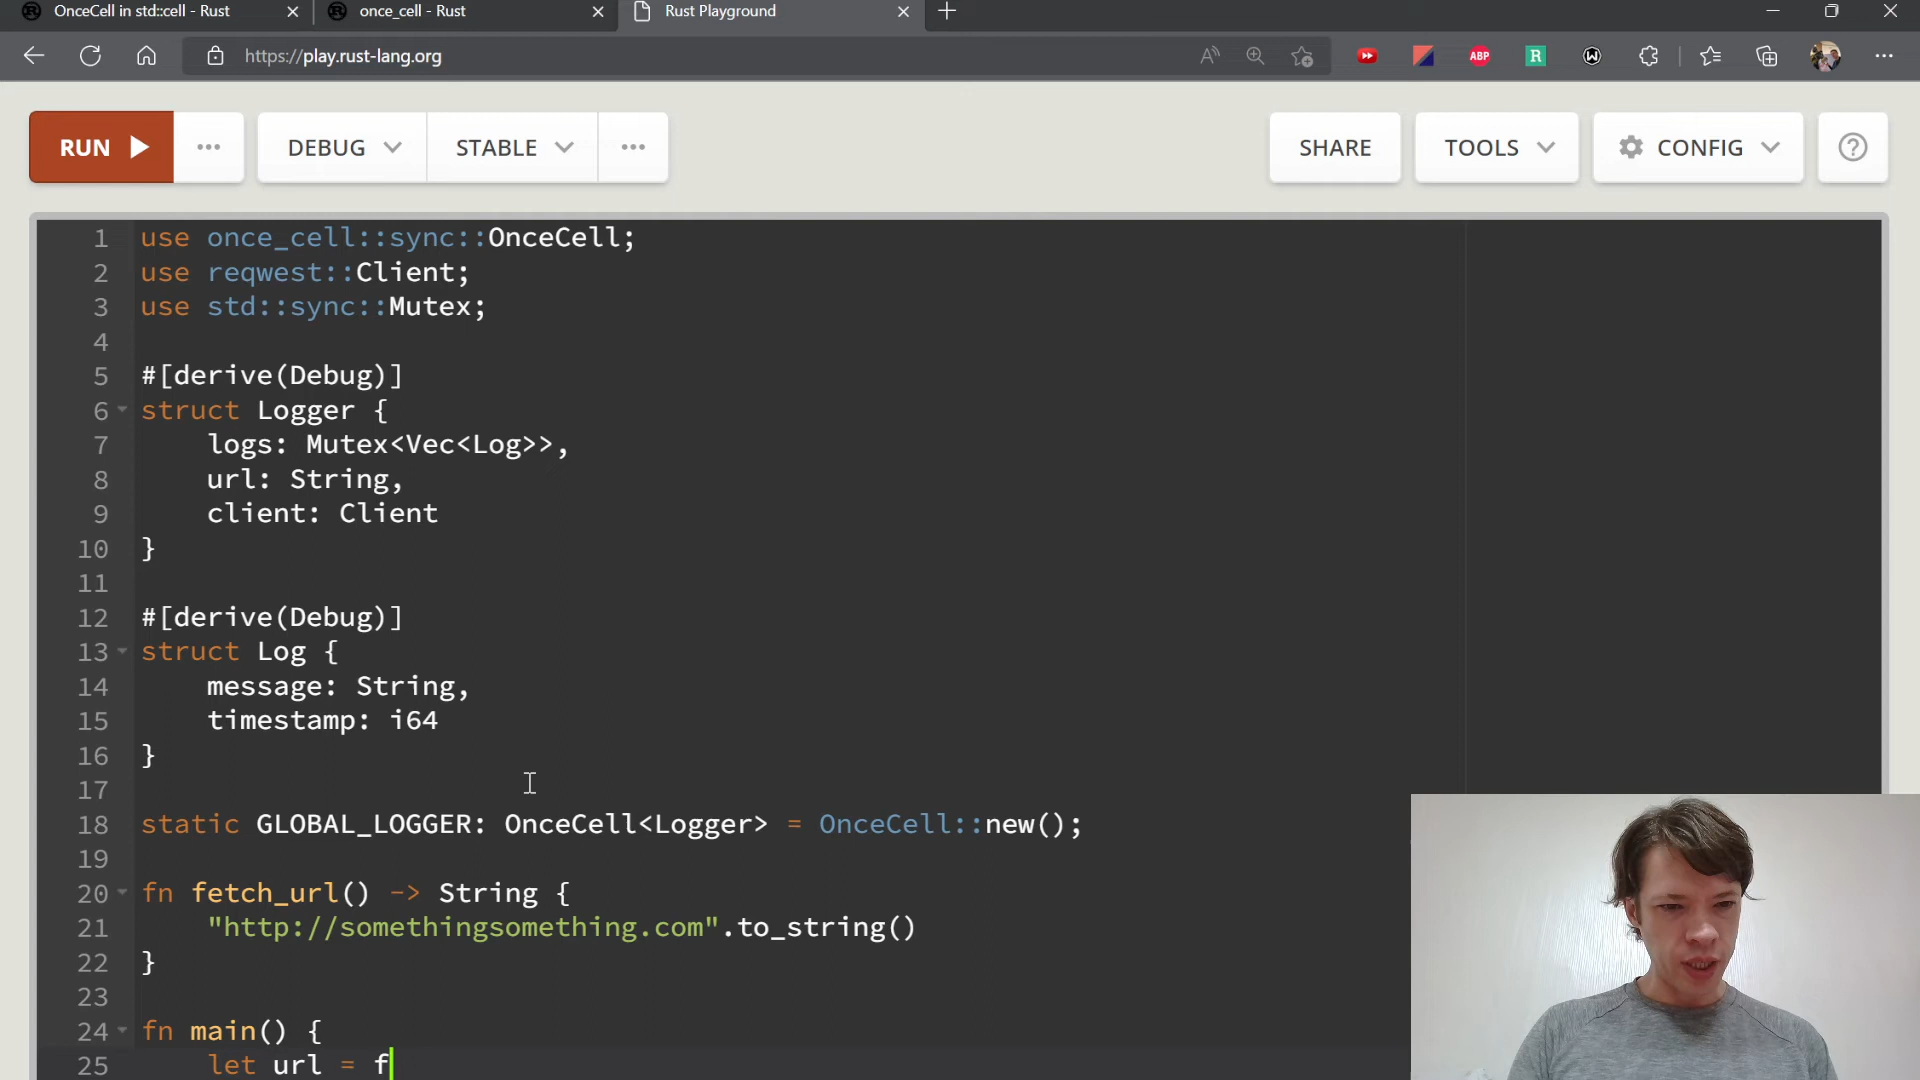 OnceCell in std::cell - Rust
once_cell - Rust
Rust Playground
https://play.rust-lang.org
ABP
R
W
RUN
DEBUG
STABLE
SHARE
TOOLS
CONFIG
1 use once_cell::sync::OnceCell;
2 use reqwest::Client;
3 use std::sync::Mutex;
4
5 #[derive(Debug)]
6 struct Logger {
7 logs: Mutex<Vec<Log>>,
8 url: String,
9 client: Client
10 }
11
12 #[derive(Debug)]
13 struct Log {
14 message: String,
15 timestamp: i64
16 }
17
18 static GLOBAL_LOGGER: OnceCell<Logger> = OnceCell::new();
19
20 fn fetch_url() -> String {
21 "http://somethingsomething.com".to_string()
22 }
23
24 fn main() {
25 let url = f